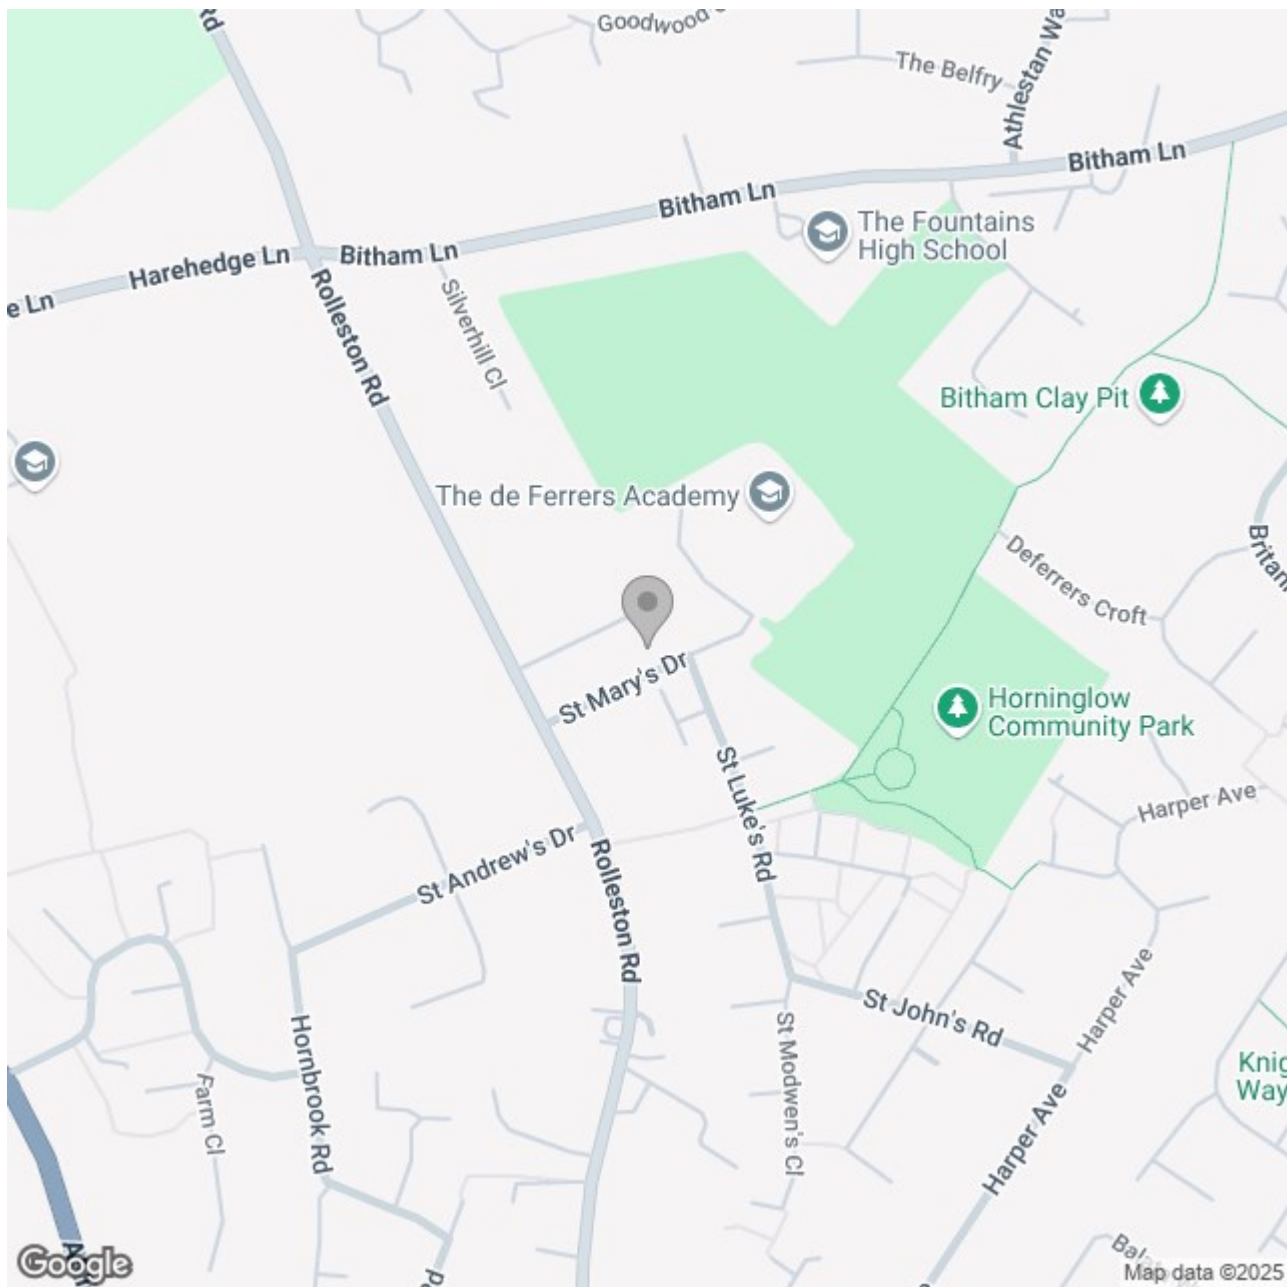 Rd
Goodwood
The Belfry
Athlestan Wa
Bitham Ln
Bitham Ln
The Fountains
High School
Harehedge Ln
Bitham Ln
e Ln
Rolleston Rd
Silverhill Cl
Bitham Clay Pit
The de Ferrers Academy
Deferrers Croft
Britann
St Mary's Dr
Horninglow
Community Park
St Luke's Rd
Harper Ave
St Andrew's Dr
Rolleston Rd
Harper Ave
St John's Rd
Hornbrook Rd
St Modwen's Cl
Farm Cl
Knig
Way
Harper Ave
Google
Map data ©2025